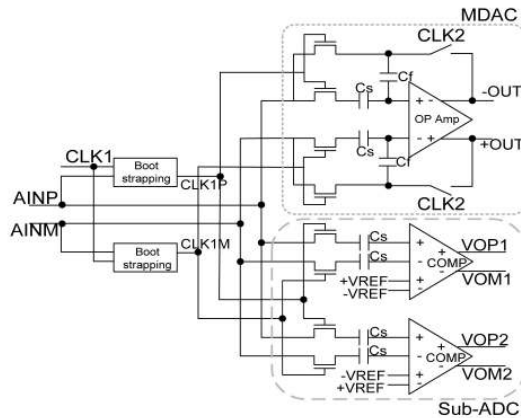 MDAC
CLK2
Cs
Cf
+ -
OP Amp
- +
-OUT
+OUT
Cs
Cf
CLK2
CLK1
Boot strapping
CLK1P
AINP
AINM
Boot strapping
CLK1M
Cs
Cs
+VREF
-VREF
+
-
+
-
+
COMP
-
VOP1
VOM1
Cs
Cs
-VREF
+VREF
+
-
+
-
+
COMP
-
VOP2
VOM2
Sub-ADC